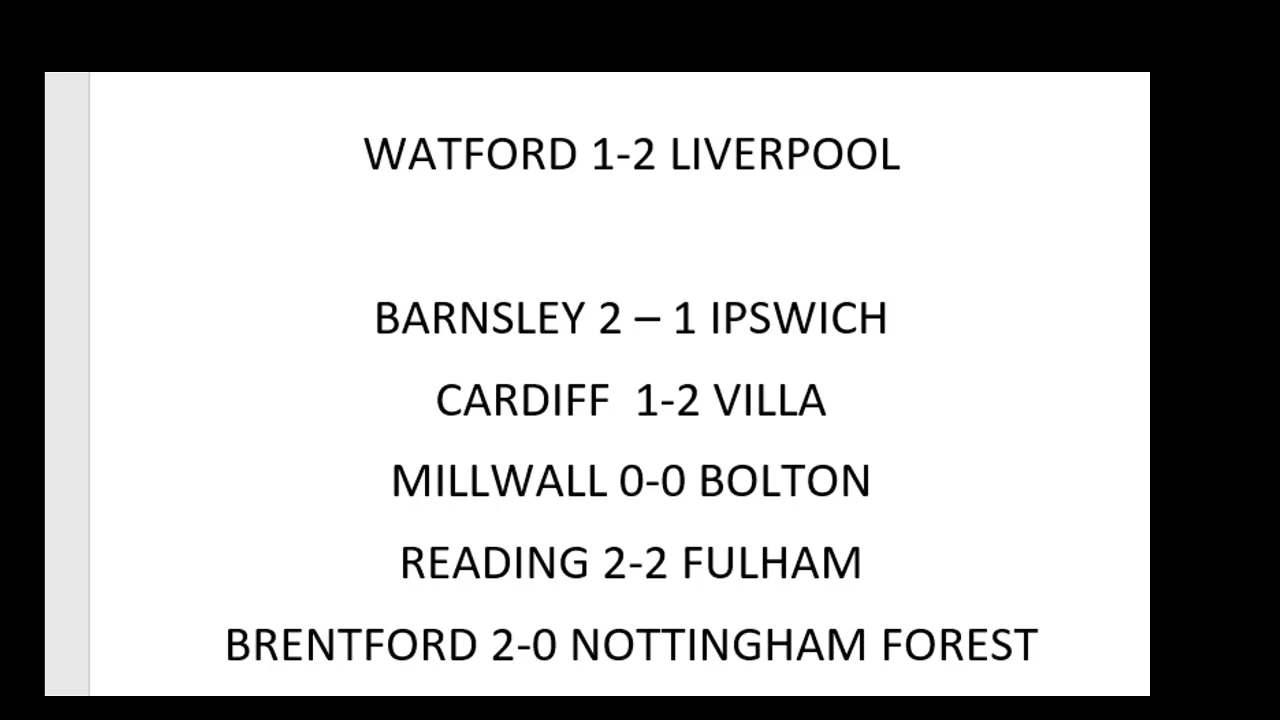 WATFORD 1-2 LIVERPOOL
BARNSLEY 2 – 1 IPSWICH
CARDIFF  1-2 VILLA
MILLWALL 0-0 BOLTON
READING 2-2 FULHAM
BRENTFORD 2-0 NOTTINGHAM FOREST